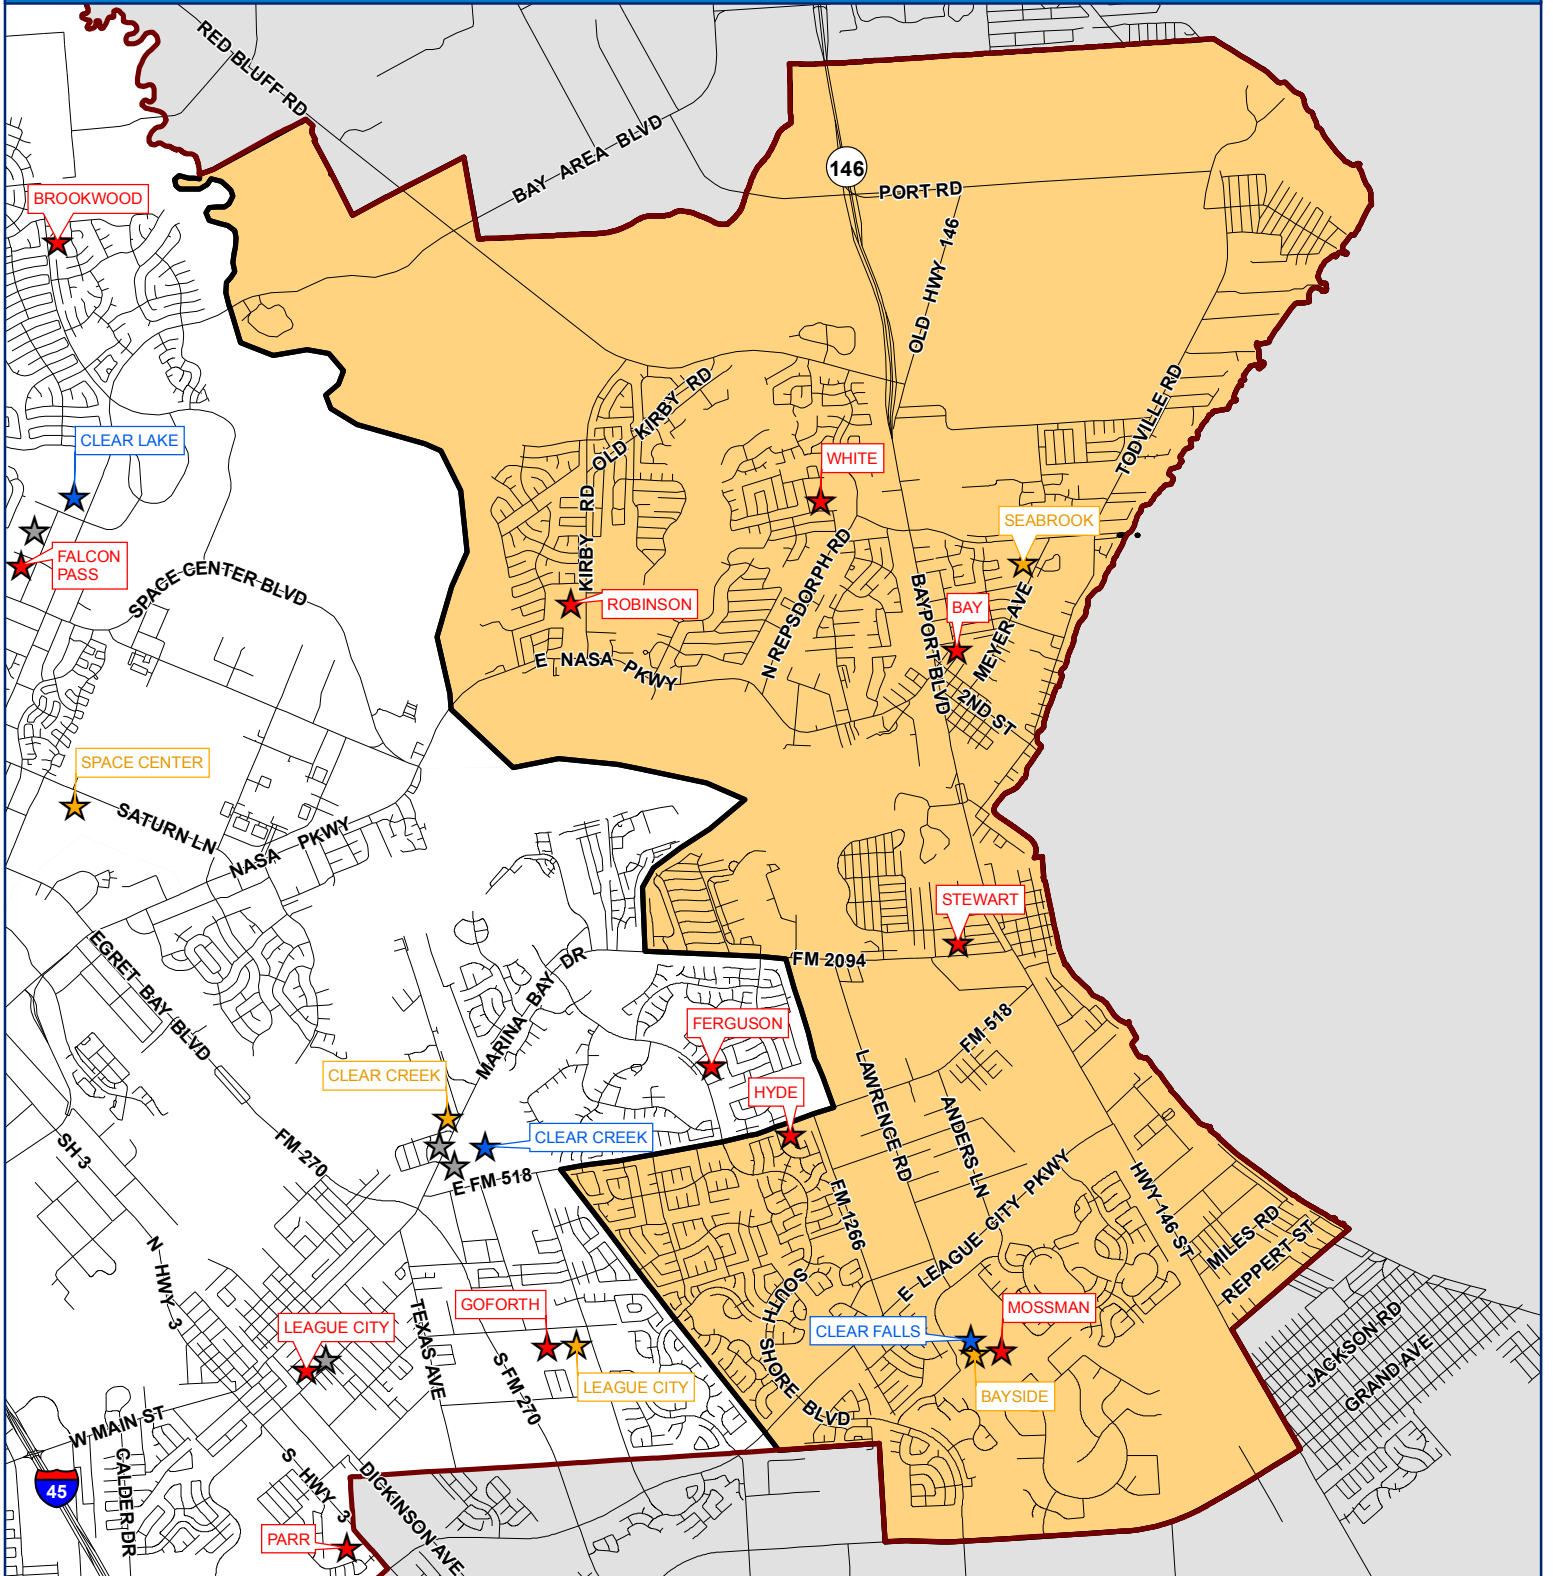 RED BLUFF RD
BAY AREA BLVD
146
PORT RD
BROOKWOOD
OLD HWY 146
TODVILLE RD
OLD KIRBY RD
CLEAR LAKE
WHITE
KIRBY RD
SEABROOK
FALCON
PASS
SPACE CENTER BLVD
N REPSDORPH RD
BAYPORT BLVD
ROBINSON
BAY
MEYER AVE
E NASA PKWY
2ND ST
SPACE CENTER
SATURN LN
NASA PKWY
STEWART
EGRET BAY BLVD
MARINA BAY DR
FM 2094
FERGUSON
FM 518
CLEAR CREEK
HYDE
LAWRENCE RD
ANDERS LN
SH 3
FM 270
CLEAR CREEK
E FM 518
FM 1266
E LEAGUE CITY PKWY
HWY 146 ST
MILES RD
REPPERT ST
N HWY 3
SOUTH SHORE BLVD
GOFORTH
MOSSMAN
LEAGUE CITY
TEXAS AVE
CLEAR FALLS
JACKSON RD
GRAND AVE
S FM 270
LEAGUE CITY
BAYSIDE
W MAIN ST
CALDER DR
S HWY 3
DICKINSON AVE
45
PARR